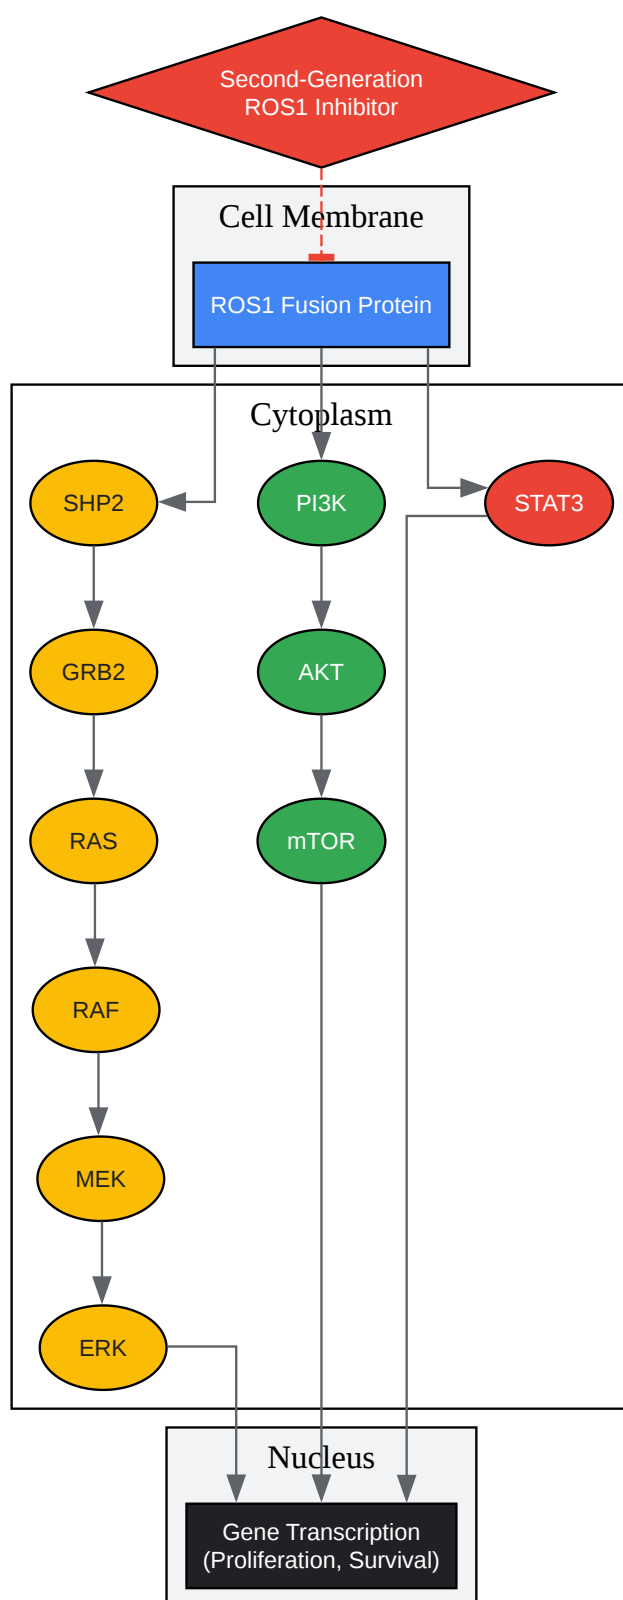 Second-Generation
ROS1 Inhibitor
Cell Membrane
ROS1 Fusion Protein
Cytoplasm
SHP2
PI3K
STAT3
GRB2
AKT
RAS
mTOR
RAF
MEK
ERK
Nucleus
Gene Transcription
(Proliferation, Survival)